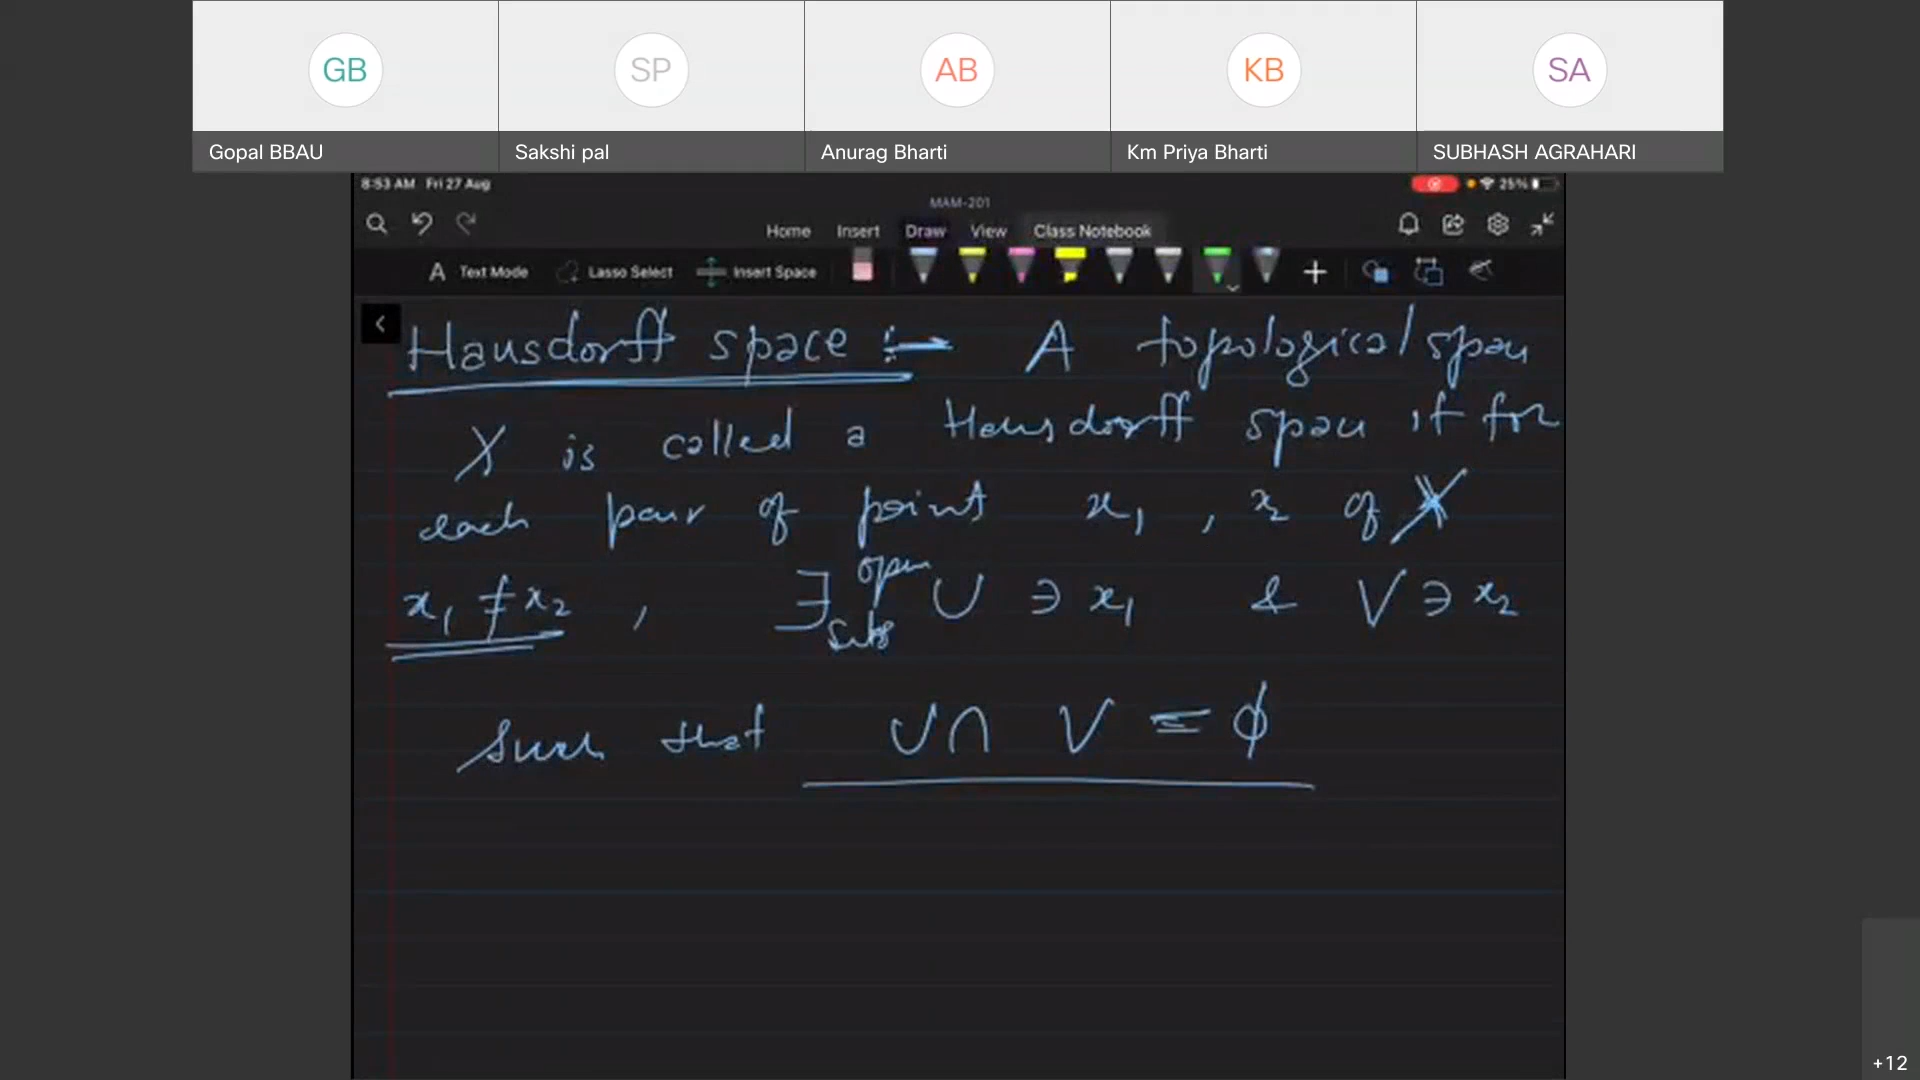 GB SP AB KB SA
Gopal BBAU Sakshi pal Anurag Bharti Km Priya Bharti SUBHASH AGRAHARI
8:53 AM Fri 27 Aug 25%
MAM-201
Home Insert Draw View Class Notebook
Text Mode Lasso Select Insert Space
Hausdorff space :→ A topological space
X is called a Hausdorff space if for
each pair of point x₁ , x₂ of X
x₁ ≠ x₂ , ∃ open sets U ∋ x₁ & V ∋ x₂
such that U ∩ V = ϕ
+12